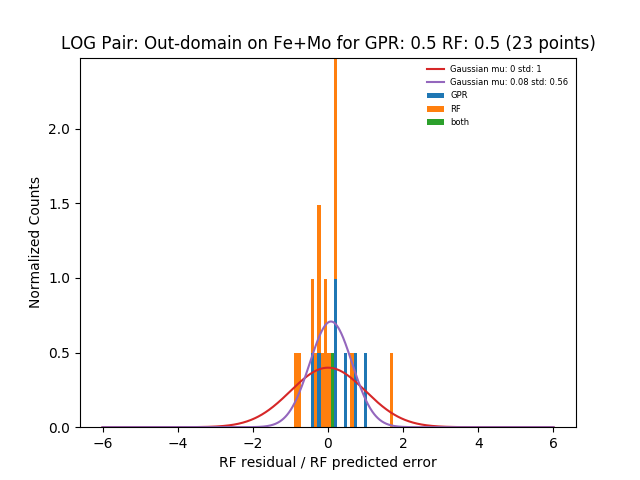 LOG Pair: Out-domain on Fe+Mo for GPR: 0.5 RF: 0.5 (23 points)
Gaussian mu: 0 std: 1
Gaussian mu: 0.08 std: 0.56
GPR
RF
both
Normalized Counts
2.0
1.5
1.0
0.5
0.0
−6 −4 −2 0 2 4 6
RF residual / RF predicted error